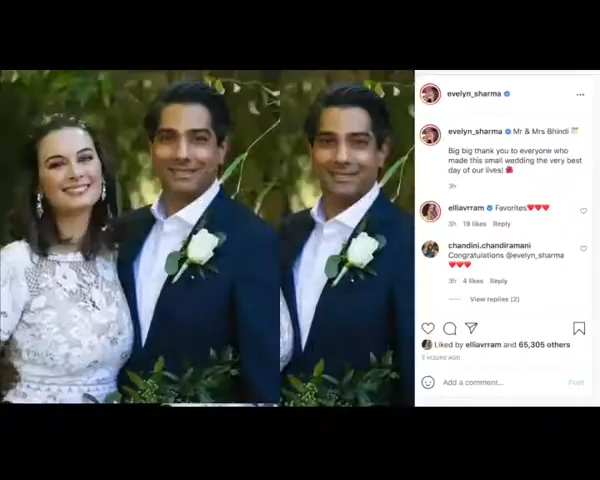 evelyn_sharma
evelyn_sharma Mr & Mrs Bhindi
Big big thank you to everyone who
made this small wedding the very best
day of our lives!
3h
elliavrram Favorites❤️❤️❤️
3h 19 likes Reply
chandini.chandiramani
Congratulations @evelyn_sharma
❤️❤️❤️
3h 4 likes Reply
View replies (2)
Liked by elliavrram and 65,305 others
5 HOURS AGO
Add a comment...
Post